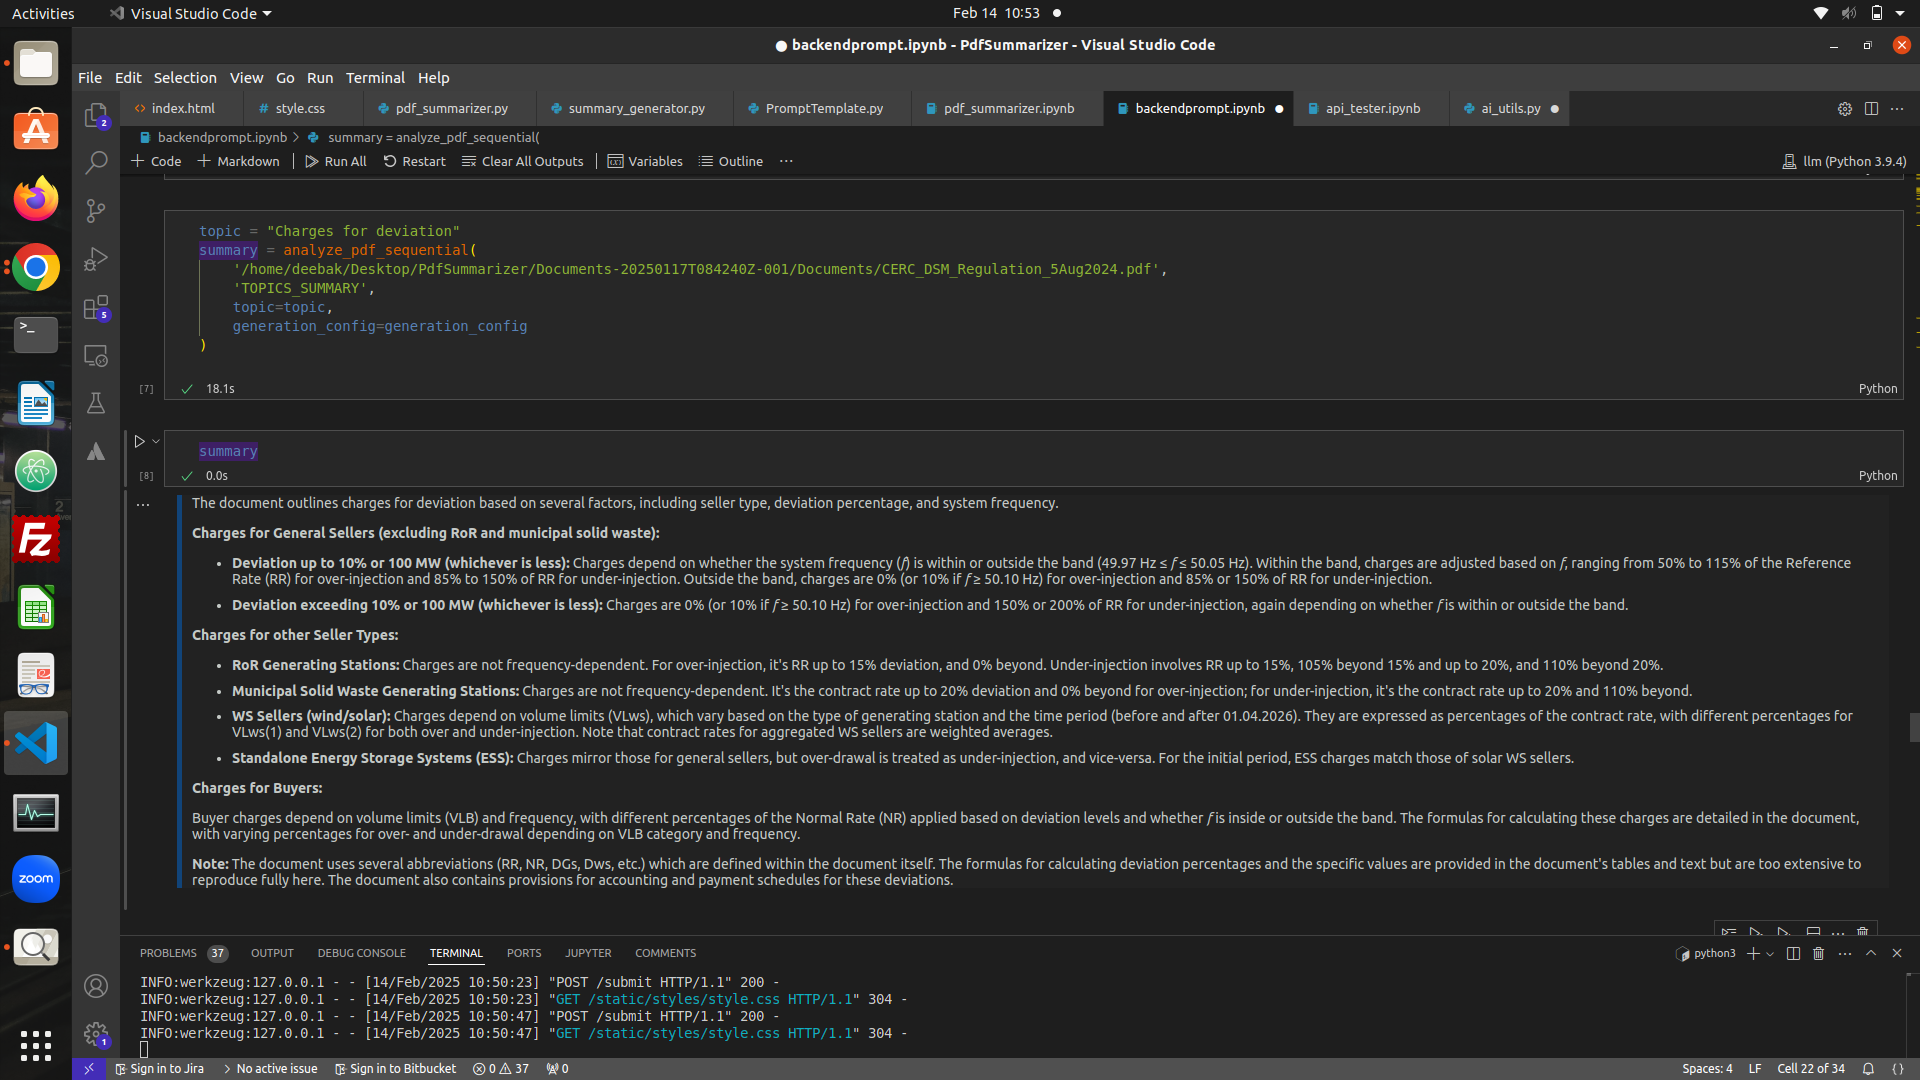 Activities
Visual Studio Code
Feb 14 10:53
backendprompt.ipynb - PdfSummarizer - Visual Studio Code
File Edit Selection View Go Run Terminal Help
index.html
style.css
pdf_summarizer.py
summary_generator.py
PromptTemplate.py
pdf_summarizer.ipynb
backendprompt.ipynb
api_tester.ipynb
ai_utils.py
backendprompt.ipynb > summary = analyze_pdf_sequential(
Code Markdown Run All Restart Clear All Outputs Variables Outline ...
llm (Python 3.9.4)
topic = "Charges for deviation"
summary = analyze_pdf_sequential(
'/home/deebak/Desktop/PdfSummarizer/Documents-20250117T084240Z-001/Documents/CERC_DSM_Regulation_5Aug2024.pdf',
'TOPICS_SUMMARY',
topic=topic,
generation_config=generation_config
)
[7] 18.1s Python
summary
[8] 0.0s Python
The document outlines charges for deviation based on several factors, including seller type, deviation percentage, and system frequency.
Charges for General Sellers (excluding RoR and municipal solid waste):
• Deviation up to 10% or 100 MW (whichever is less): Charges depend on whether the system frequency (f) is within or outside the band (49.97 Hz ≤ f ≤ 50.05 Hz). Within the band, charges are adjusted based on f, ranging from 50% to 115% of the Reference
Rate (RR) for over-injection and 85% to 150% of RR for under-injection. Outside the band, charges are 0% (or 10% if f ≥ 50.10 Hz) for over-injection and 85% or 150% of RR for under-injection.
• Deviation exceeding 10% or 100 MW (whichever is less): Charges are 0% (or 10% if f ≥ 50.10 Hz) for over-injection and 150% or 200% of RR for under-injection, again depending on whether f is within or outside the band.
Charges for other Seller Types:
• RoR Generating Stations: Charges are not frequency-dependent. For over-injection, it's RR up to 15% deviation, and 0% beyond. Under-injection involves RR up to 15%, 105% beyond 15% and up to 20%, and 110% beyond 20%.
• Municipal Solid Waste Generating Stations: Charges are not frequency-dependent. It's the contract rate up to 20% deviation and 0% beyond for over-injection; for under-injection, it's the contract rate up to 20% and 110% beyond.
• WS Sellers (wind/solar): Charges depend on volume limits (VLws), which vary based on the type of generating station and the time period (before and after 01.04.2026). They are expressed as percentages of the contract rate, with different percentages for
VLws(1) and VLws(2) for both over and under-injection. Note that contract rates for aggregated WS sellers are weighted averages.
• Standalone Energy Storage Systems (ESS): Charges mirror those for general sellers, but over-drawal is treated as under-injection, and vice-versa. For the initial period, ESS charges match those of solar WS sellers.
Charges for Buyers:
Buyer charges depend on volume limits (VLB) and frequency, with different percentages of the Normal Rate (NR) applied based on deviation levels and whether f is inside or outside the band. The formulas for calculating these charges are detailed in the document,
with varying percentages for over- and under-drawal depending on VLB category and frequency.
Note: The document uses several abbreviations (RR, NR, DGs, Dws, etc.) which are defined within the document itself. The formulas for calculating deviation percentages and the specific values are provided in the document's tables and text but are too extensive to
reproduce fully here. The document also contains provisions for accounting and payment schedules for these deviations.
PROBLEMS 37 OUTPUT DEBUG CONSOLE TERMINAL PORTS JUPYTER COMMENTS
python3
INFO:werkzeug:127.0.0.1 - - [14/Feb/2025 10:50:23] "POST /submit HTTP/1.1" 200 -
INFO:werkzeug:127.0.0.1 - - [14/Feb/2025 10:50:23] "GET /static/styles/style.css HTTP/1.1" 304 -
INFO:werkzeug:127.0.0.1 - - [14/Feb/2025 10:50:47] "POST /submit HTTP/1.1" 200 -
INFO:werkzeug:127.0.0.1 - - [14/Feb/2025 10:50:47] "GET /static/styles/style.css HTTP/1.1" 304 -
Sign in to Jira > No active issue Sign in to Bitbucket 0 37 0
Spaces: 4 LF Cell 22 of 34 {}
2
5
1
zoom
Fz